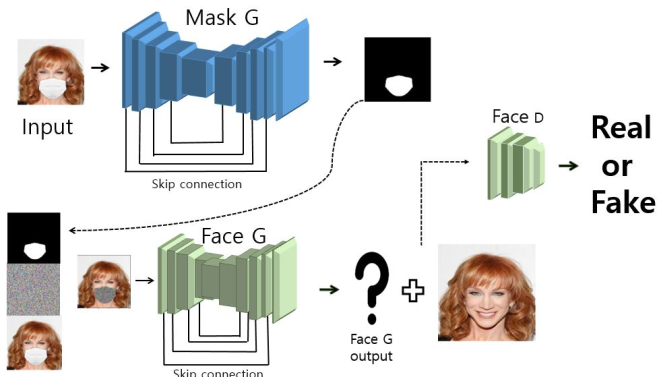 Mask G
Input
Skip connection
Face D
Real
or
Fake
Face G
Face G
output
Skip connection